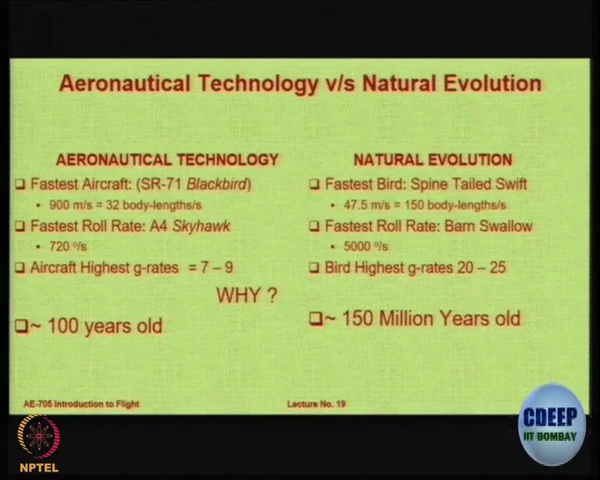 Aeronautical Technology v/s Natural Evolution
AERONAUTICAL TECHNOLOGY
❑ Fastest Aircraft: (SR-71 Blackbird)
• 900 m/s = 32 body-lengths/s
❑ Fastest Roll Rate: A4 Skyhawk
• 720 º/s
❑ Aircraft Highest g-rates = 7 – 9
WHY ?
❑~ 100 years old
NATURAL EVOLUTION
❑ Fastest Bird: Spine Tailed Swift
• 47.5 m/s = 150 body-lengths/s
❑ Fastest Roll Rate: Barn Swallow
• 5000 º/s
❑ Bird Highest g-rates 20 – 25
❑~ 150 Million Years old
AE-705 Introduction to Flight
Lecture No. 19
CDEEP
IIT BOMBAY
NPTEL